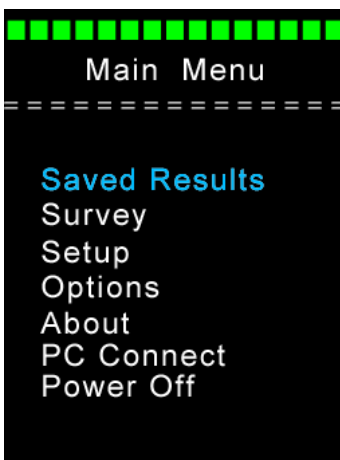 Main Menu
===============
Saved Results
Survey
Setup
Options
About
PC Connect
Power Off